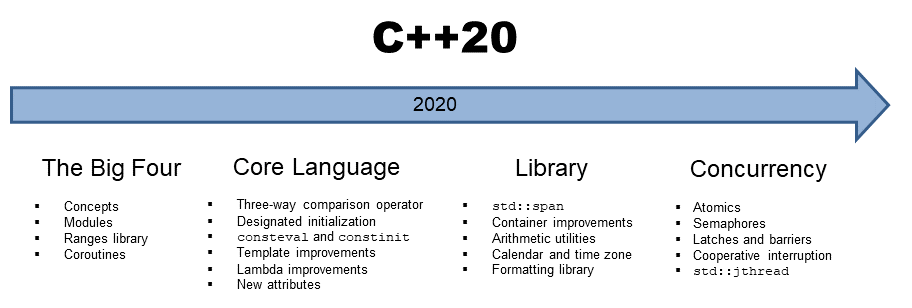 C++20
2020
The Big Four
Concepts
Modules
Ranges library
Coroutines
Core Language
Three-way comparison operator
Designated initialization
consteval and constinit
Template improvements
Lambda improvements
New attributes
Library
std::span
Container improvements
Arithmetic utilities
Calendar and time zone
Formatting library
Concurrency
Atomics
Semaphores
Latches and barriers
Cooperative interruption
std::jthread